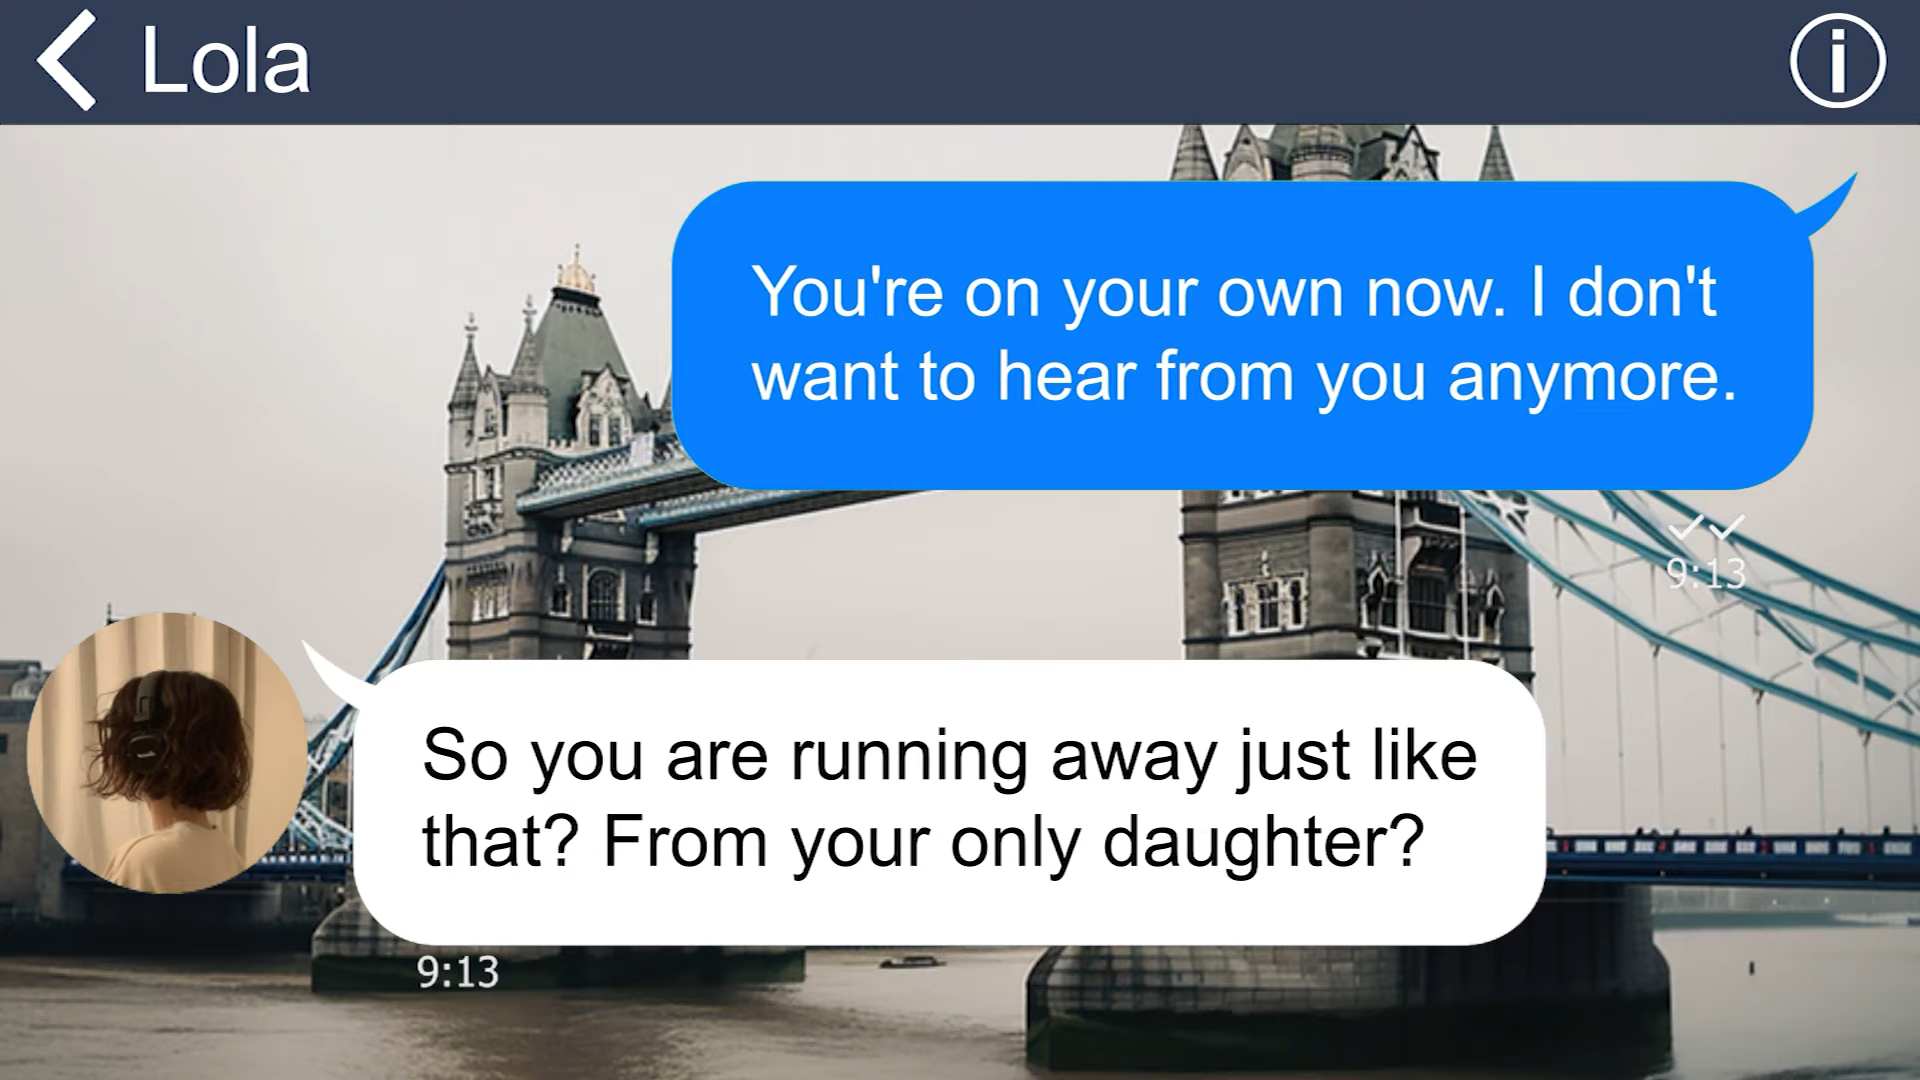 Lola
You're on your own now. I don't
want to hear from you anymore.
9:13
So you are running away just like
that? From your only daughter?
9:13